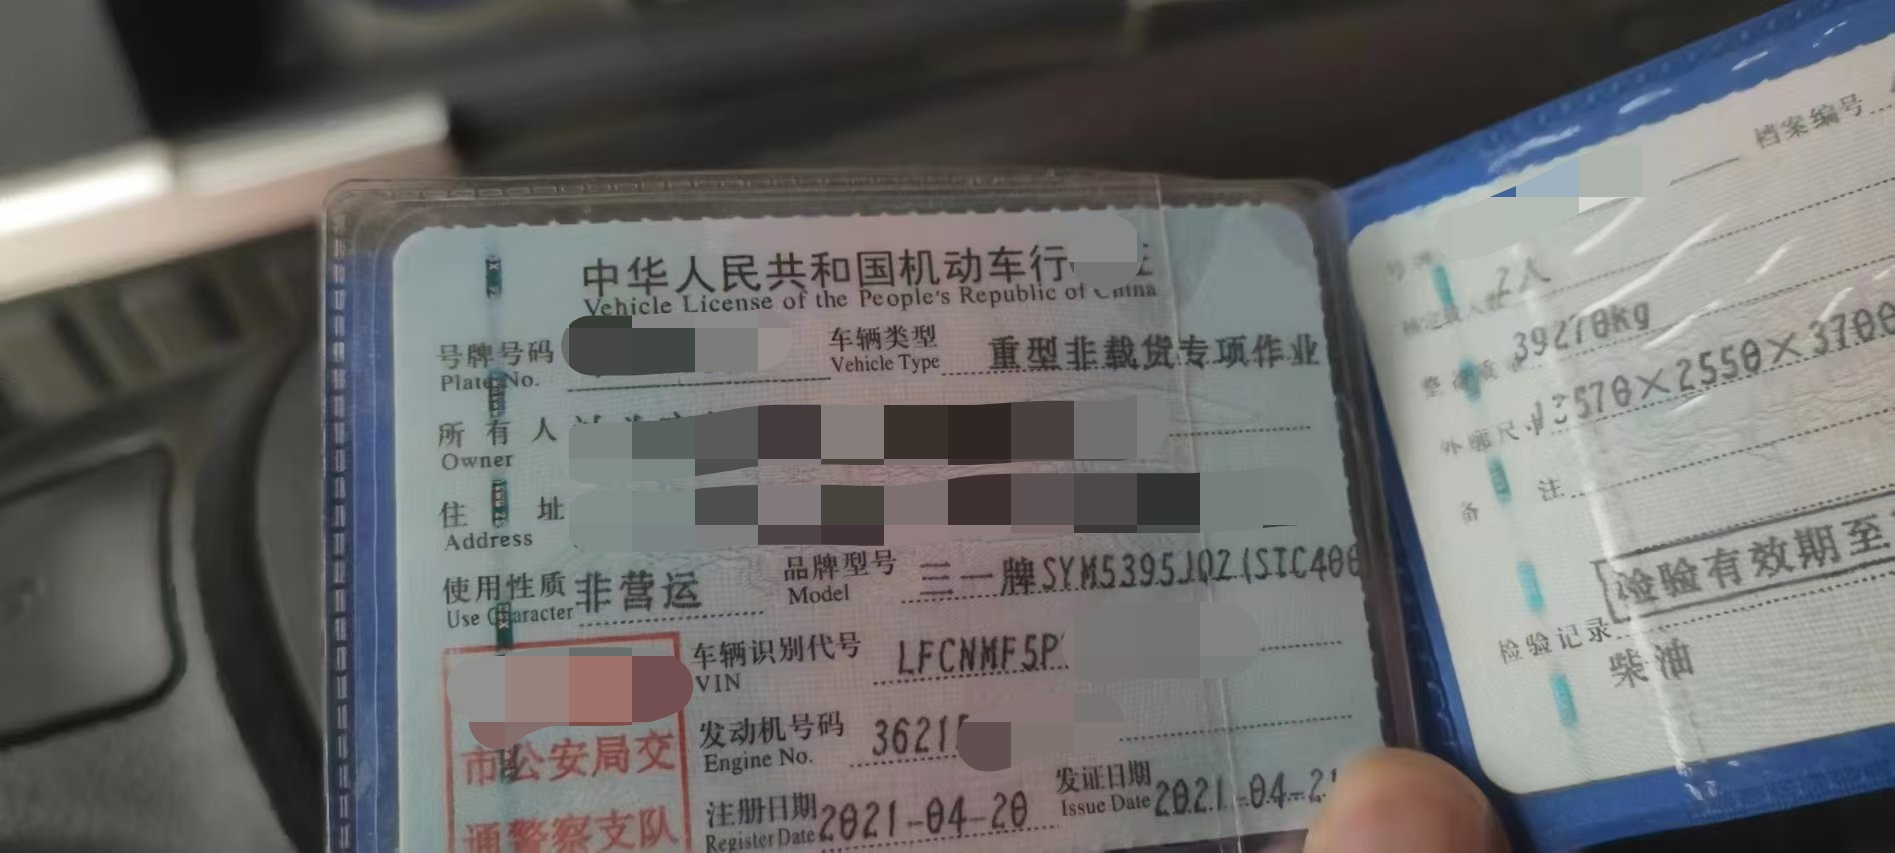 中华人民共和国机动车行
Vehicle License of the People's Republic of China
号牌号码
Plate No.
车辆类型
Vehicle Type
重型非载货专项作业
所有人
Owner
住址
Address
使用性质
Use Character
非营运
品牌型号
Model
三一牌SYM5395JQZ(STC400
车辆识别代号
VIN
LFCNMF5P
发动机号码
Engine No.
3621
市公安局交
通警察支队
注册日期
Register Date
2021-04-20
发证日期
Issue Date
2021-04-2
档案编号
2人
39270kg
外廓尺
2550×3700
备注
检验有效期至
检验记录
柴油